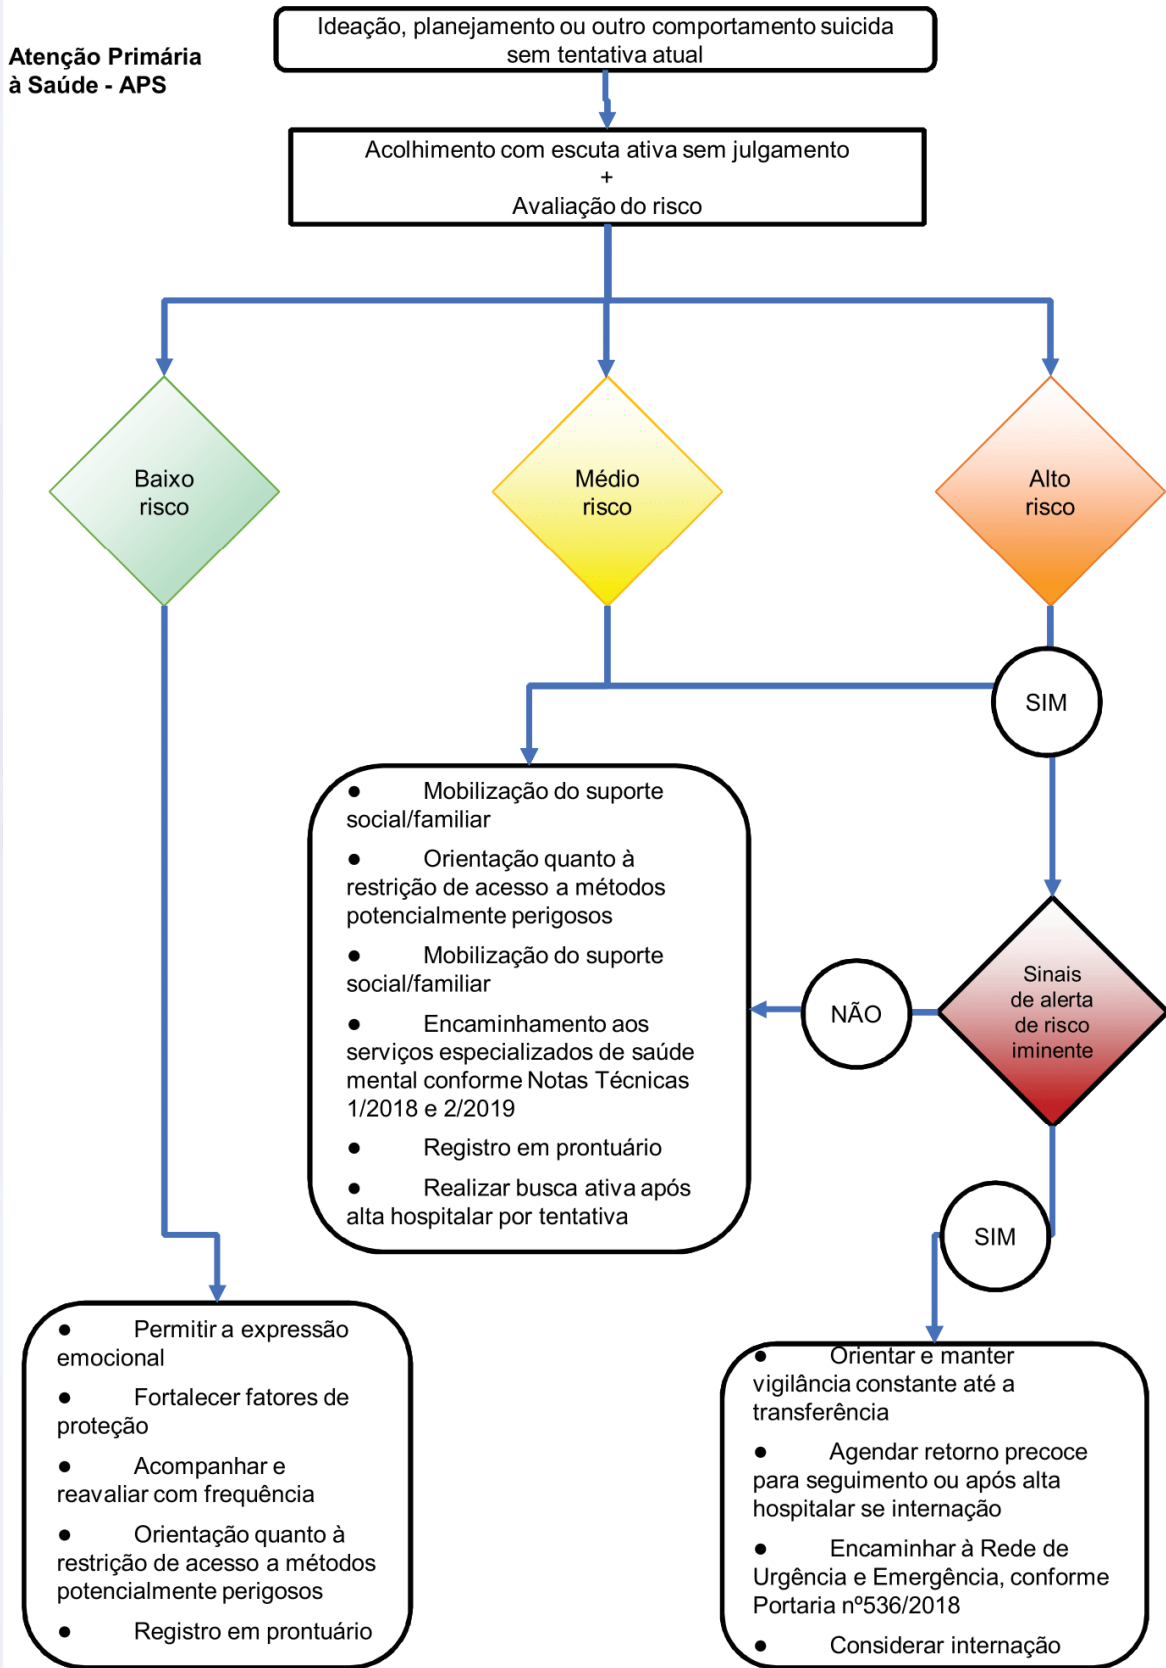 Atenção Primária
à Saúde - APS
Ideação, planejamento ou outro comportamento suicida
sem tentativa atual
Acolhimento com escuta ativa sem julgamento
+
Avaliação do risco
Baixo
risco
Médio
risco
Alto
risco
SIM
● Mobilização do suporte
social/familiar
● Orientação quanto à
restrição de acesso a métodos
potencialmente perigosos
● Mobilização do suporte
social/familiar
● Encaminhamento aos
serviços especializados de saúde
mental conforme Notas Técnicas
1/2018 e 2/2019
● Registro em prontuário
● Realizar busca ativa após
alta hospitalar por tentativa
NÃO
Sinais
de alerta
de risco
iminente
SIM
● Permitir a expressão
emocional
● Fortalecer fatores de
proteção
● Acompanhar e
reavaliar com frequência
● Orientação quanto à
restrição de acesso a métodos
potencialmente perigosos
● Registro em prontuário
● Orientar e manter
vigilância constante até a
transferência
● Agendar retorno precoce
para seguimento ou após alta
hospitalar se internação
● Encaminhar à Rede de
Urgência e Emergência, conforme
Portaria nº536/2018
● Considerar internação